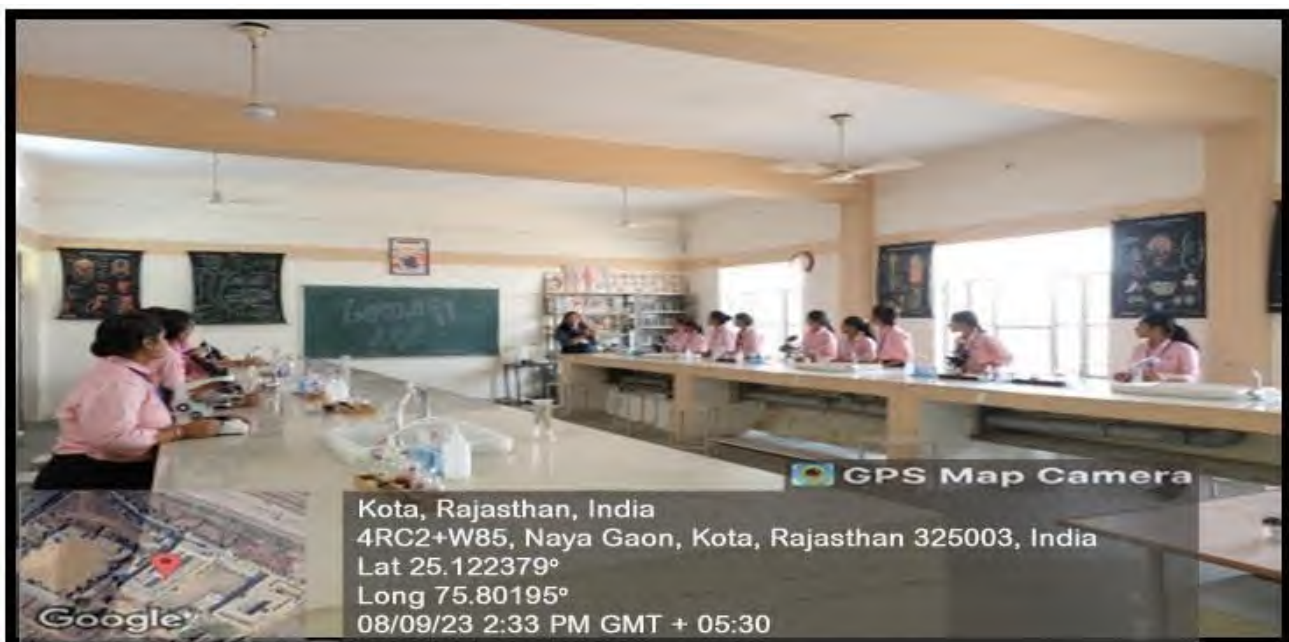 GPS Map Camera
Kota, Rajasthan, India
4RC2+W85, Naya Gaon, Kota, Rajasthan 325003, India
Lat 25.122379°
Long 75.80195°
08/09/23 2:33 PM GMT + 05:30
Google